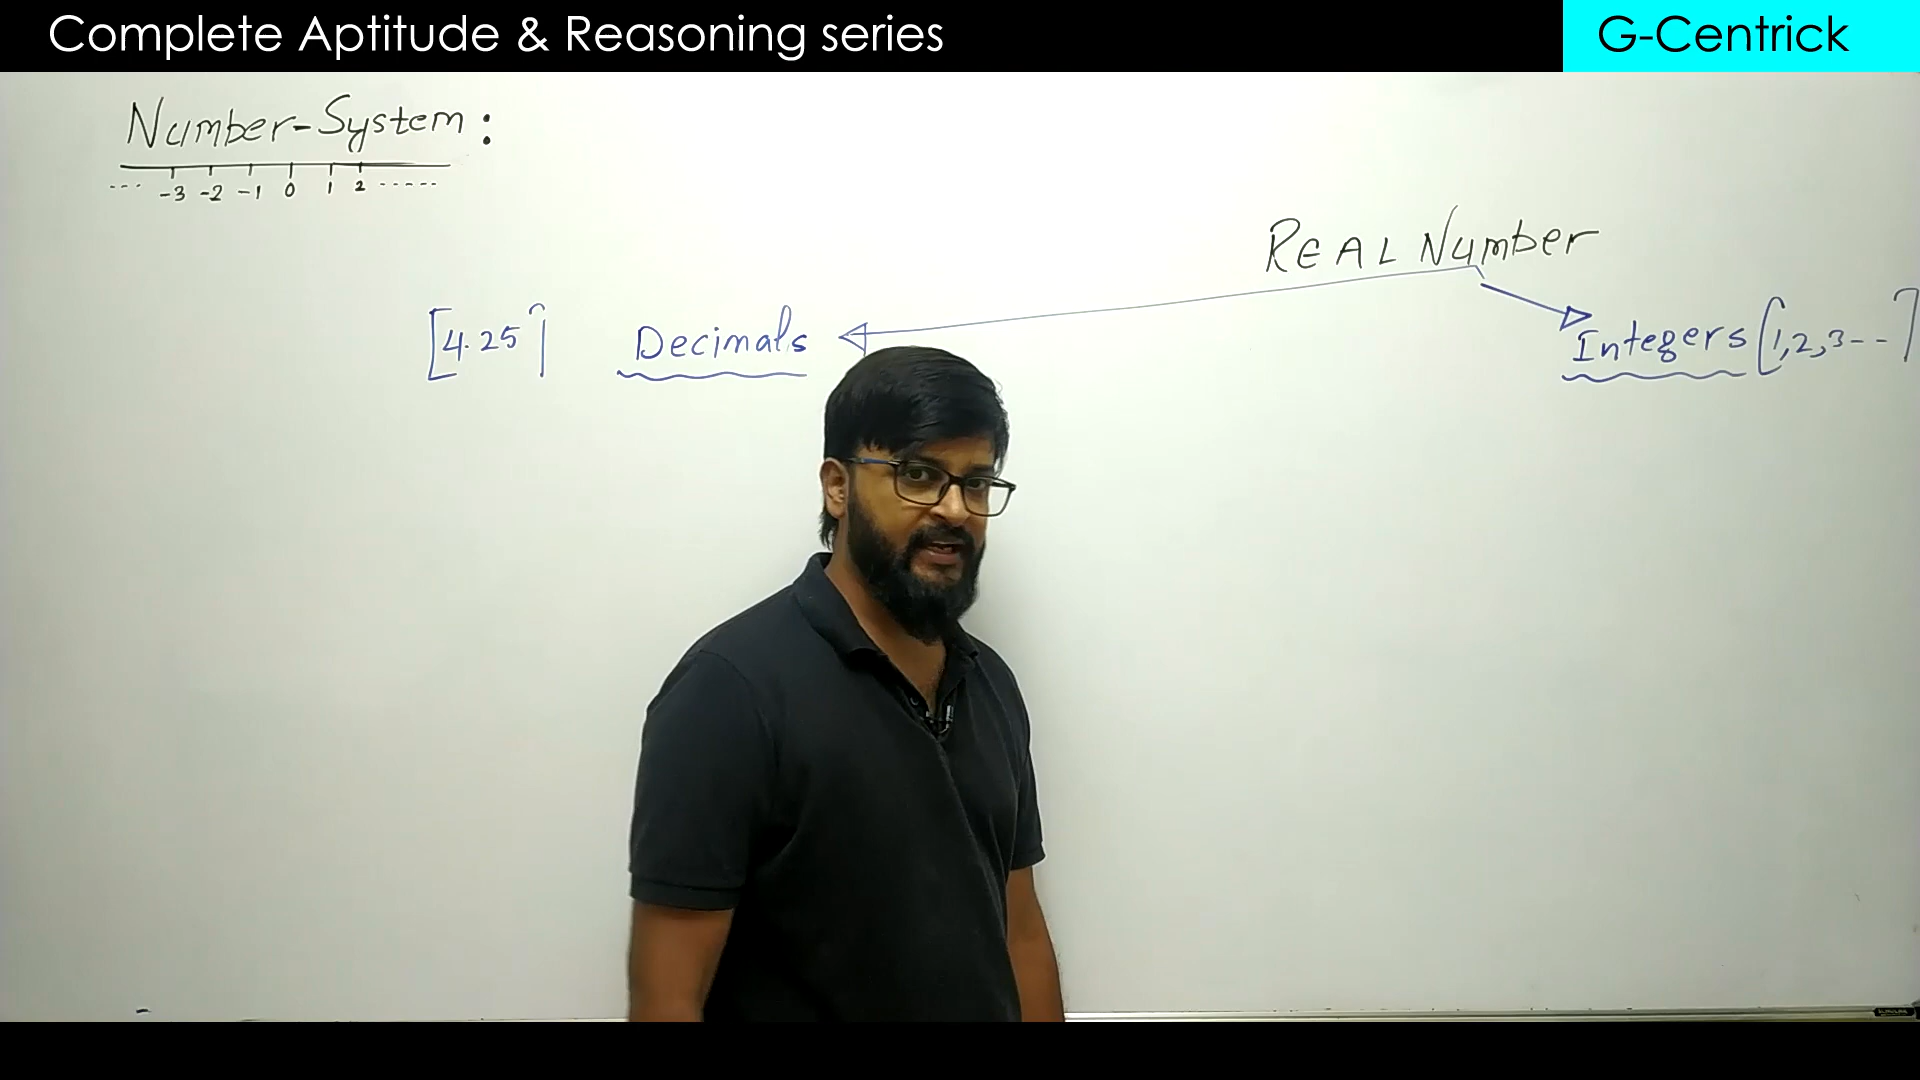 Complete Aptitude & Reasoning series
G-Centrick
Number-System:
--- -3 -2 -1 0 1 2 -----
REAL Number
[4.25] Decimals
Integers [1,2,3---]